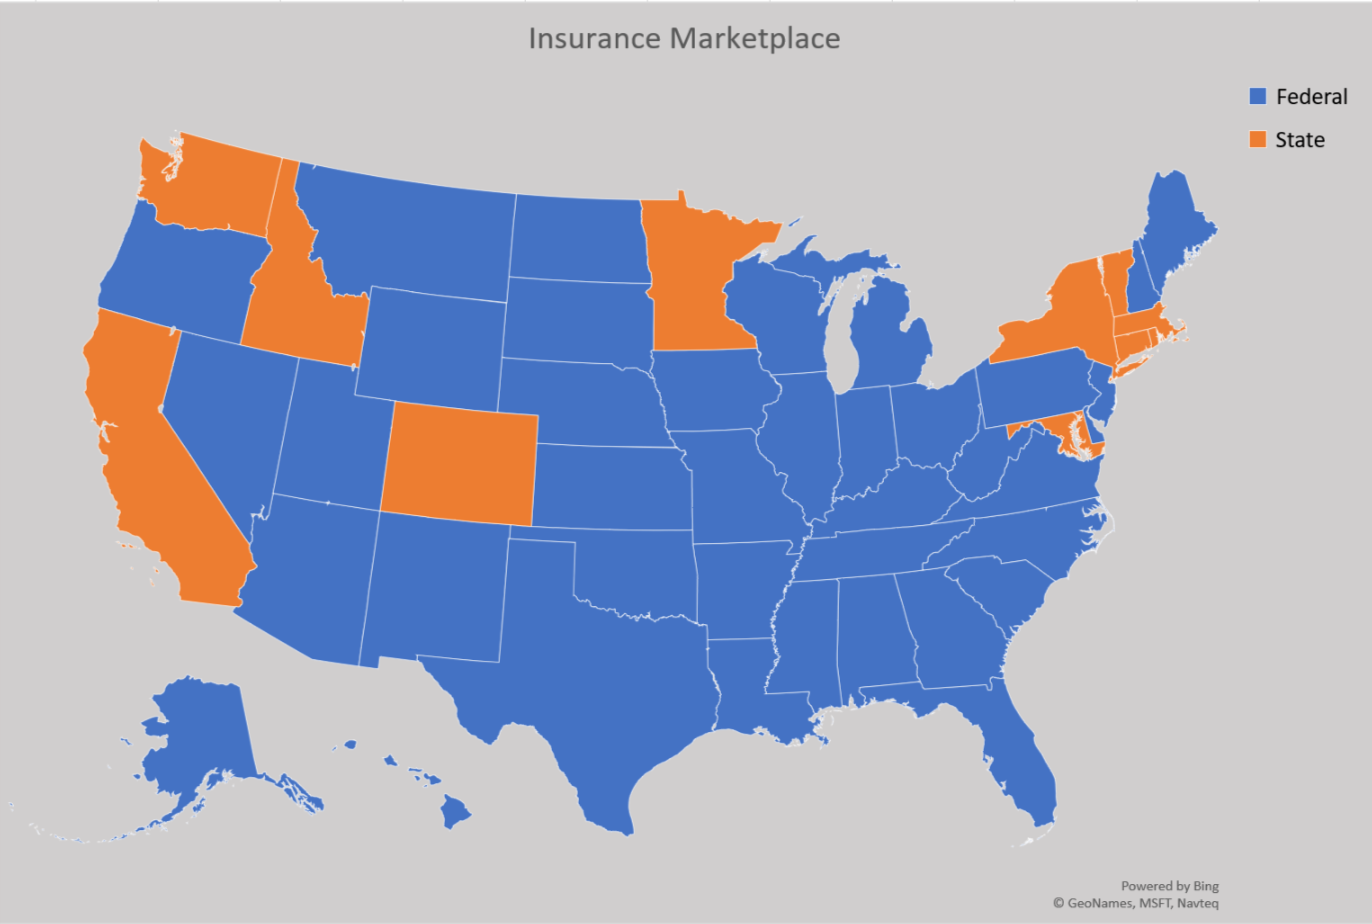 Insurance Marketplace
Federal
State
Powered by Bing
© GeoNames, MSFT, Navteq